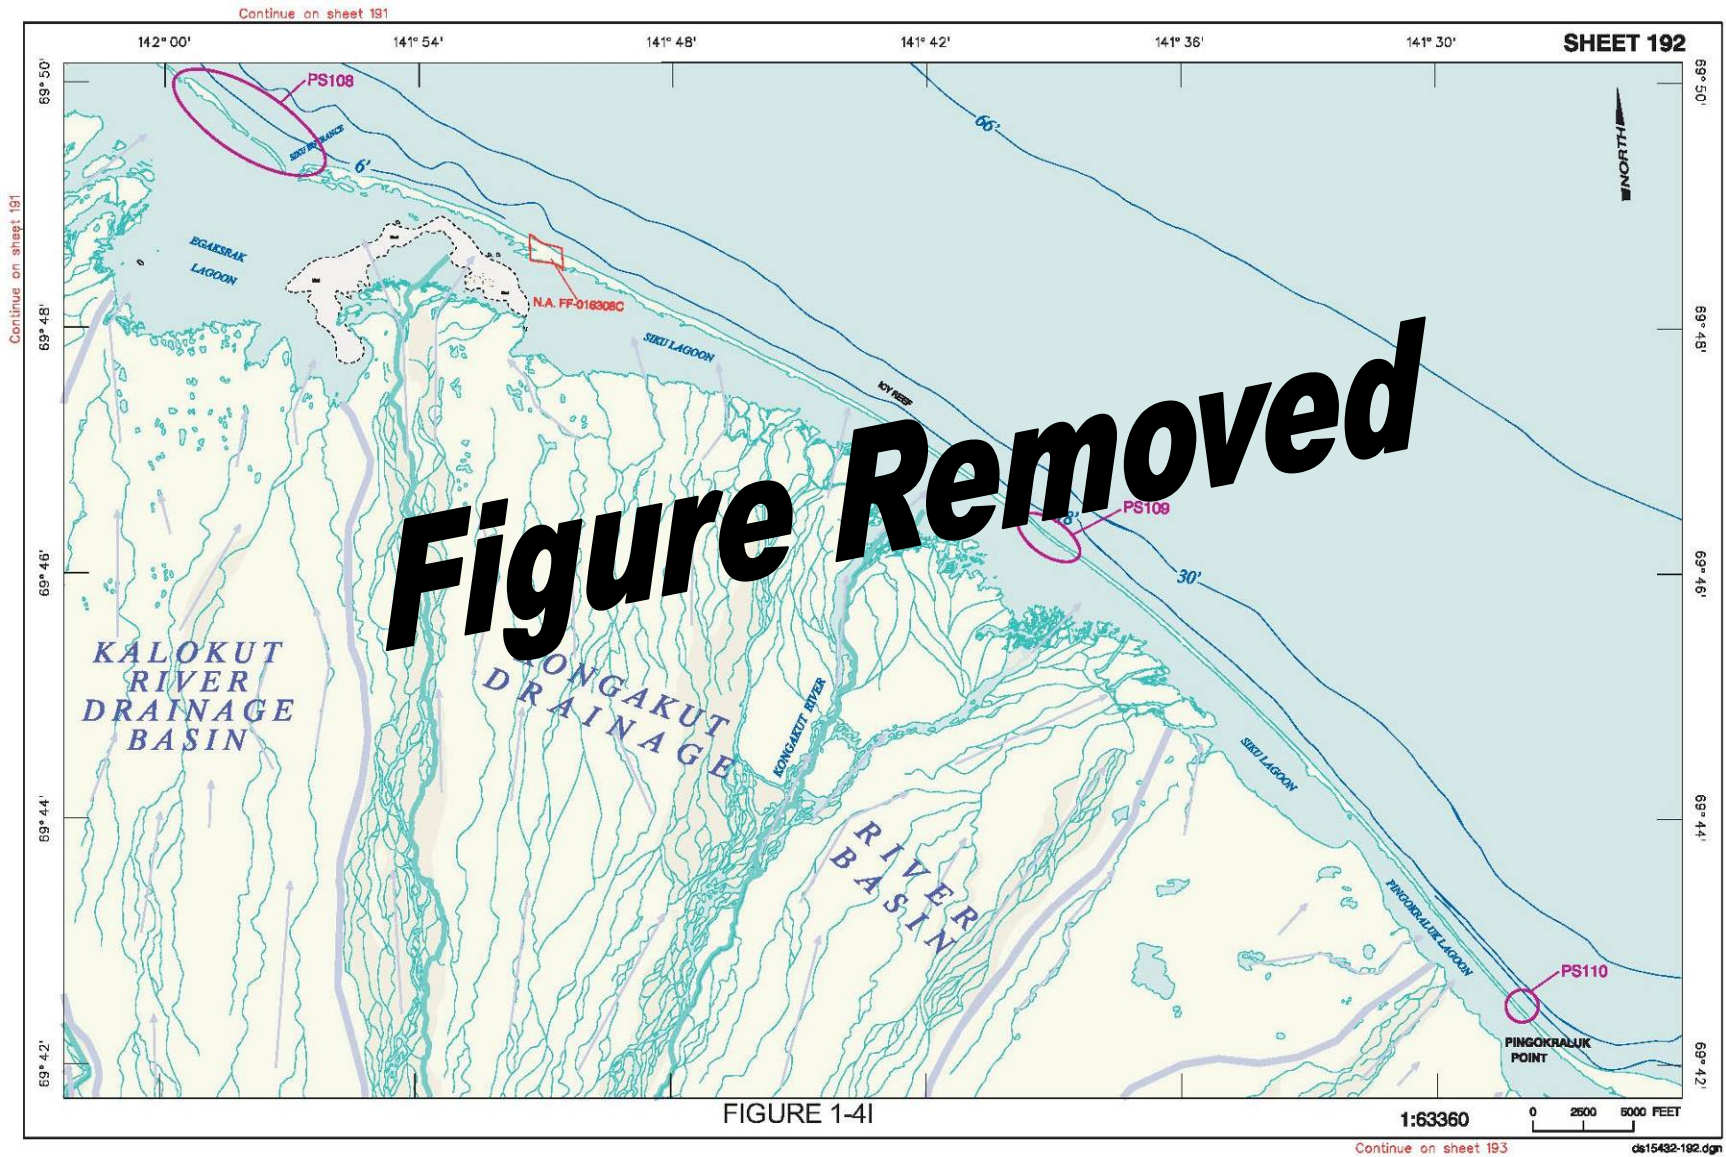 Continue on sheet 191
142° 00'
141° 54'
141° 48'
141° 42'
141° 36'
141° 30'
SHEET 192
69° 50'
69° 50'
PS108
66'
NORTH
SIKU ENTRANCE
6'
Continue on sheet 191
EGAKSRAK
LAGOON
Mud
Mud
Mud
N.A. FF-016308C
69° 48'
69° 48'
SIKU LAGOON
ICY REEF
Figure Removed
PS109
18'
30'
69° 46'
69° 46'
KALOKUT
RIVER
DRAINAGE
BASIN
KONGAKUT
DRAINAGE
KONGAKUT RIVER
SIKU LAGOON
69° 44'
69° 44'
RIVER
BASIN
PINGOKRALUK LAGOON
PS110
PINGOKRALUK
POINT
69° 42'
69° 42'
FIGURE 1-4I
1:63360
0 2500 5000 FEET
Continue on sheet 193
ds15432-192.dgn